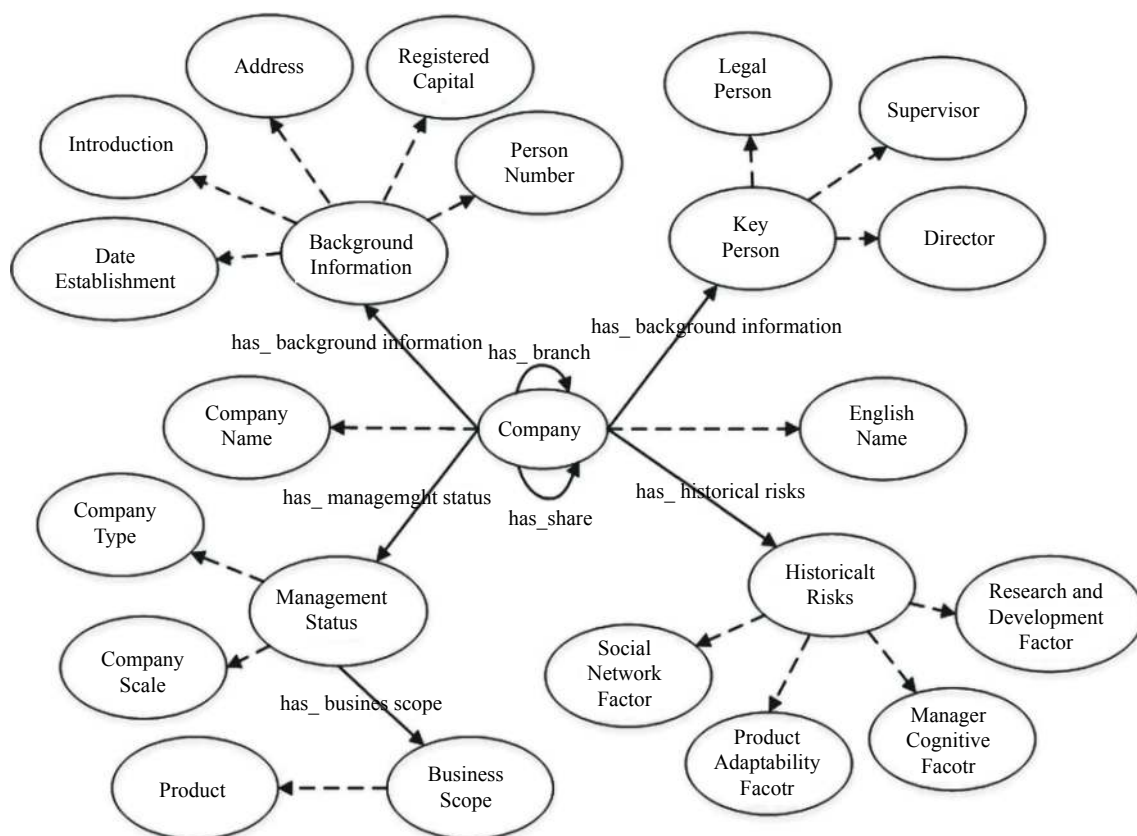 Address
Registered
Capital
Legal
Person
Supervisor
Introduction
Person
Number
Key
Person
Director
Background
Information
Date
Establishment
has_ background information
has_ background information
has_ branch
Company
Name
Company
English
Name
has_ managemght status
has_share
has_ historical risks
Company
Type
Management
Status
Historicalt
Risks
Research and
Development
Factor
Company
Scale
Social
Network
Factor
has_ busines scope
Product
Adaptability
Facotr
Manager
Cognitive
Facotr
Product
Business
Scope